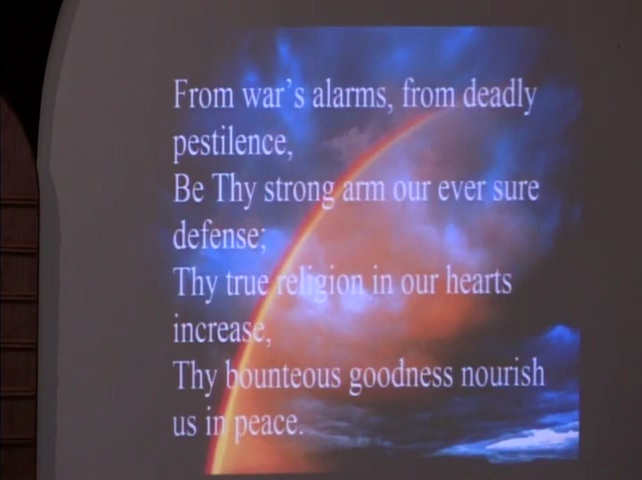 From war's alarms, from deadly
pestilence,
Be Thy strong arm our ever sure
defense;
Thy true religion in our hearts
increase,
Thy bounteous goodness nourish
us in peace.